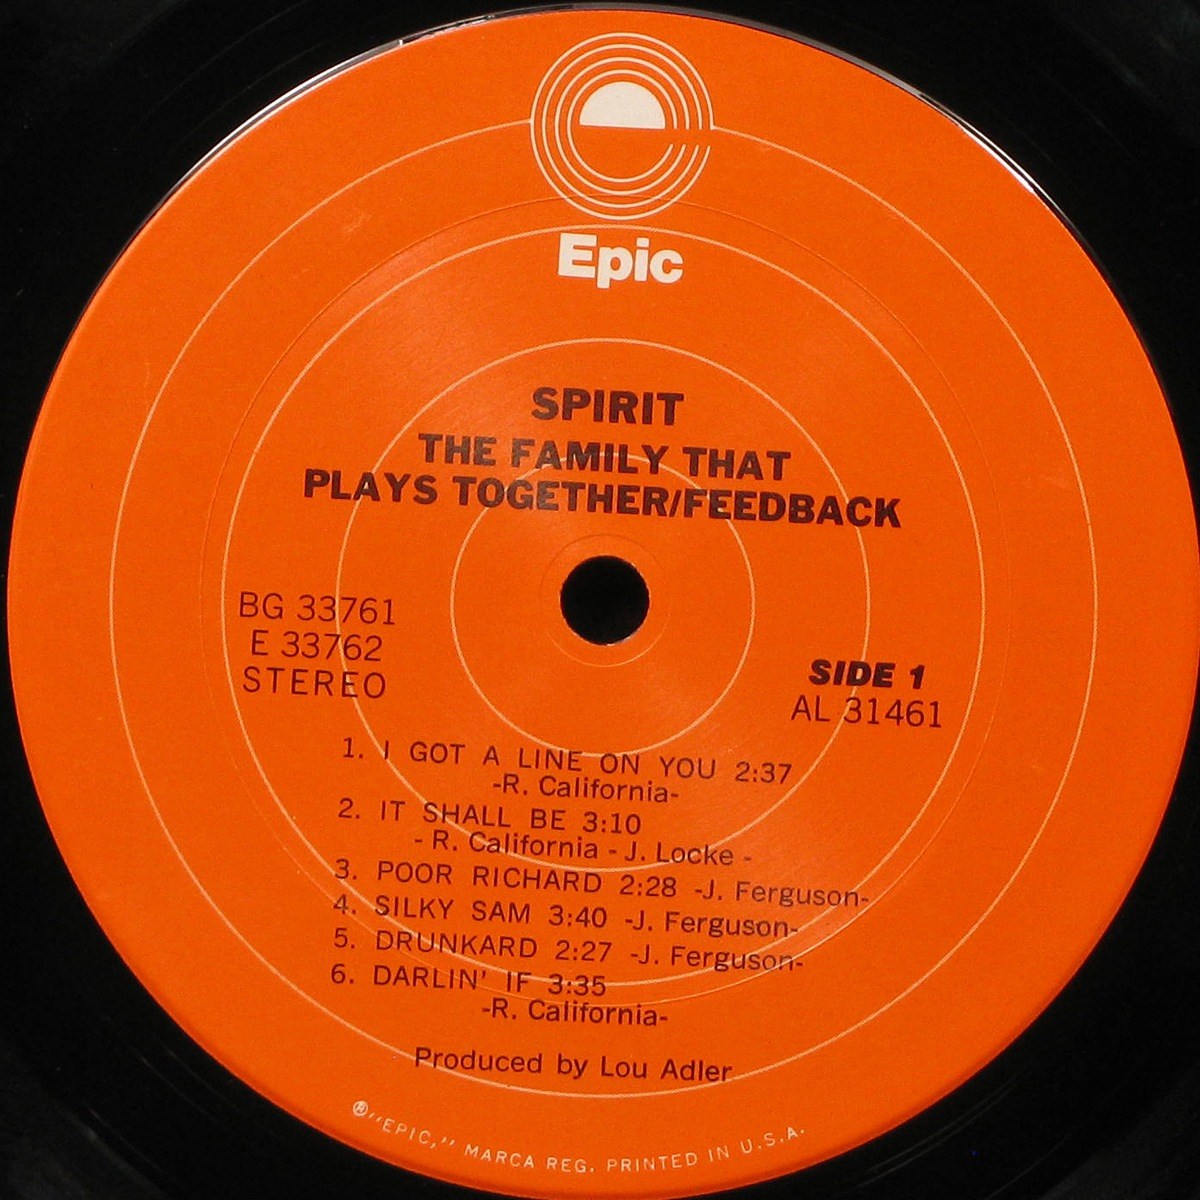 Epic
SPIRIT
THE FAMILY THAT
PLAYS TOGETHER/FEEDBACK
BG 33761
E 33762
STEREO
SIDE 1
AL 31461
1. I GOT A LINE ON YOU 2:37
-R. California-
2. IT SHALL BE 3:10
- R. California - J. Locke -
3. POOR RICHARD 2:28 -J. Ferguson-
4. SILKY SAM 3:40 -J. Ferguson-
5. DRUNKARD 2:27 -J. Ferguson-
6. DARLIN' IF 3:35
-R. California-
Produced by Lou Adler
®"EPIC," MARCA REG. PRINTED IN U.S.A.